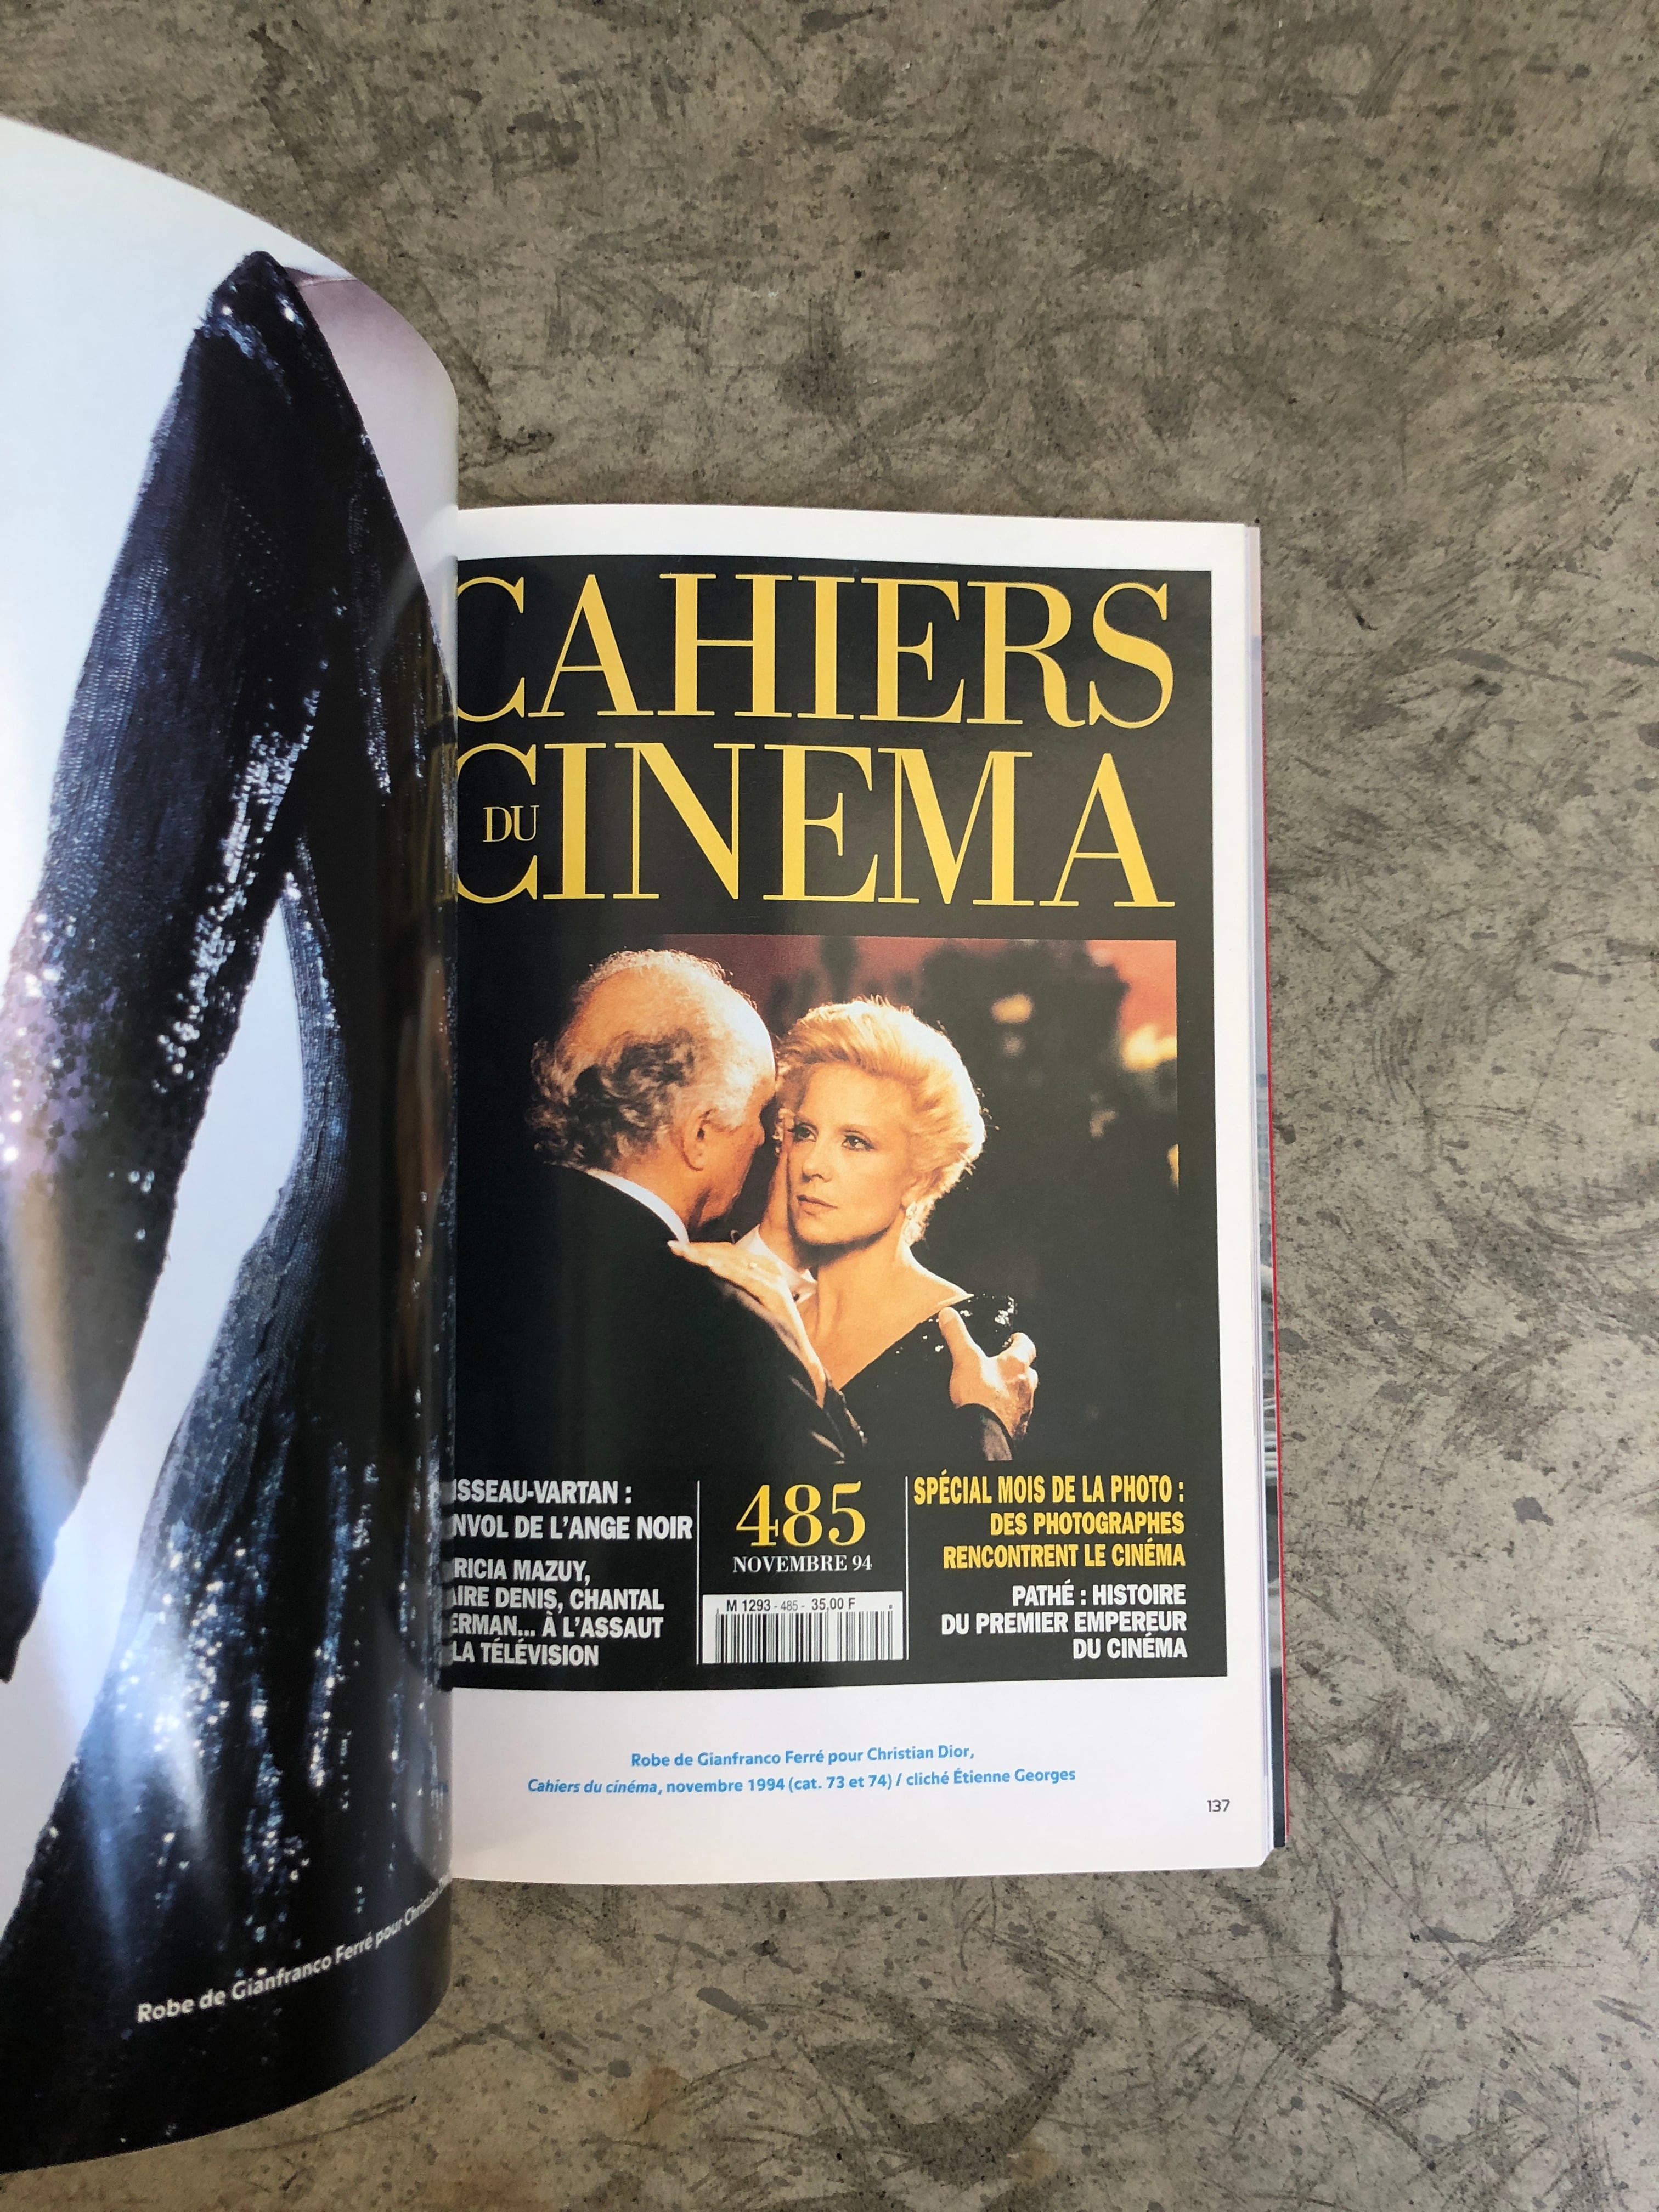 Robe de Gianfranco Ferré pour Christian
CAHIERS
DU
CINEMA
SSEAU-VARTAN :
NVOL DE L'ANGE NOIR
RICIA MAZUY,
AIRE DENIS, CHANTAL
ERMAN... À L'ASSAUT
LA TÉLÉVISION
485
NOVEMBRE 94
M 1293 - 485 - 35,00 F
SPÉCIAL MOIS DE LA PHOTO :
DES PHOTOGRAPHES
RENCONTRENT LE CINÉMA
PATHÉ : HISTOIRE
DU PREMIER EMPEREUR
DU CINÉMA
Robe de Gianfranco Ferré pour Christian Dior,
Cahiers du cinéma, novembre 1994 (cat. 73 et 74) / cliché Étienne Georges
137